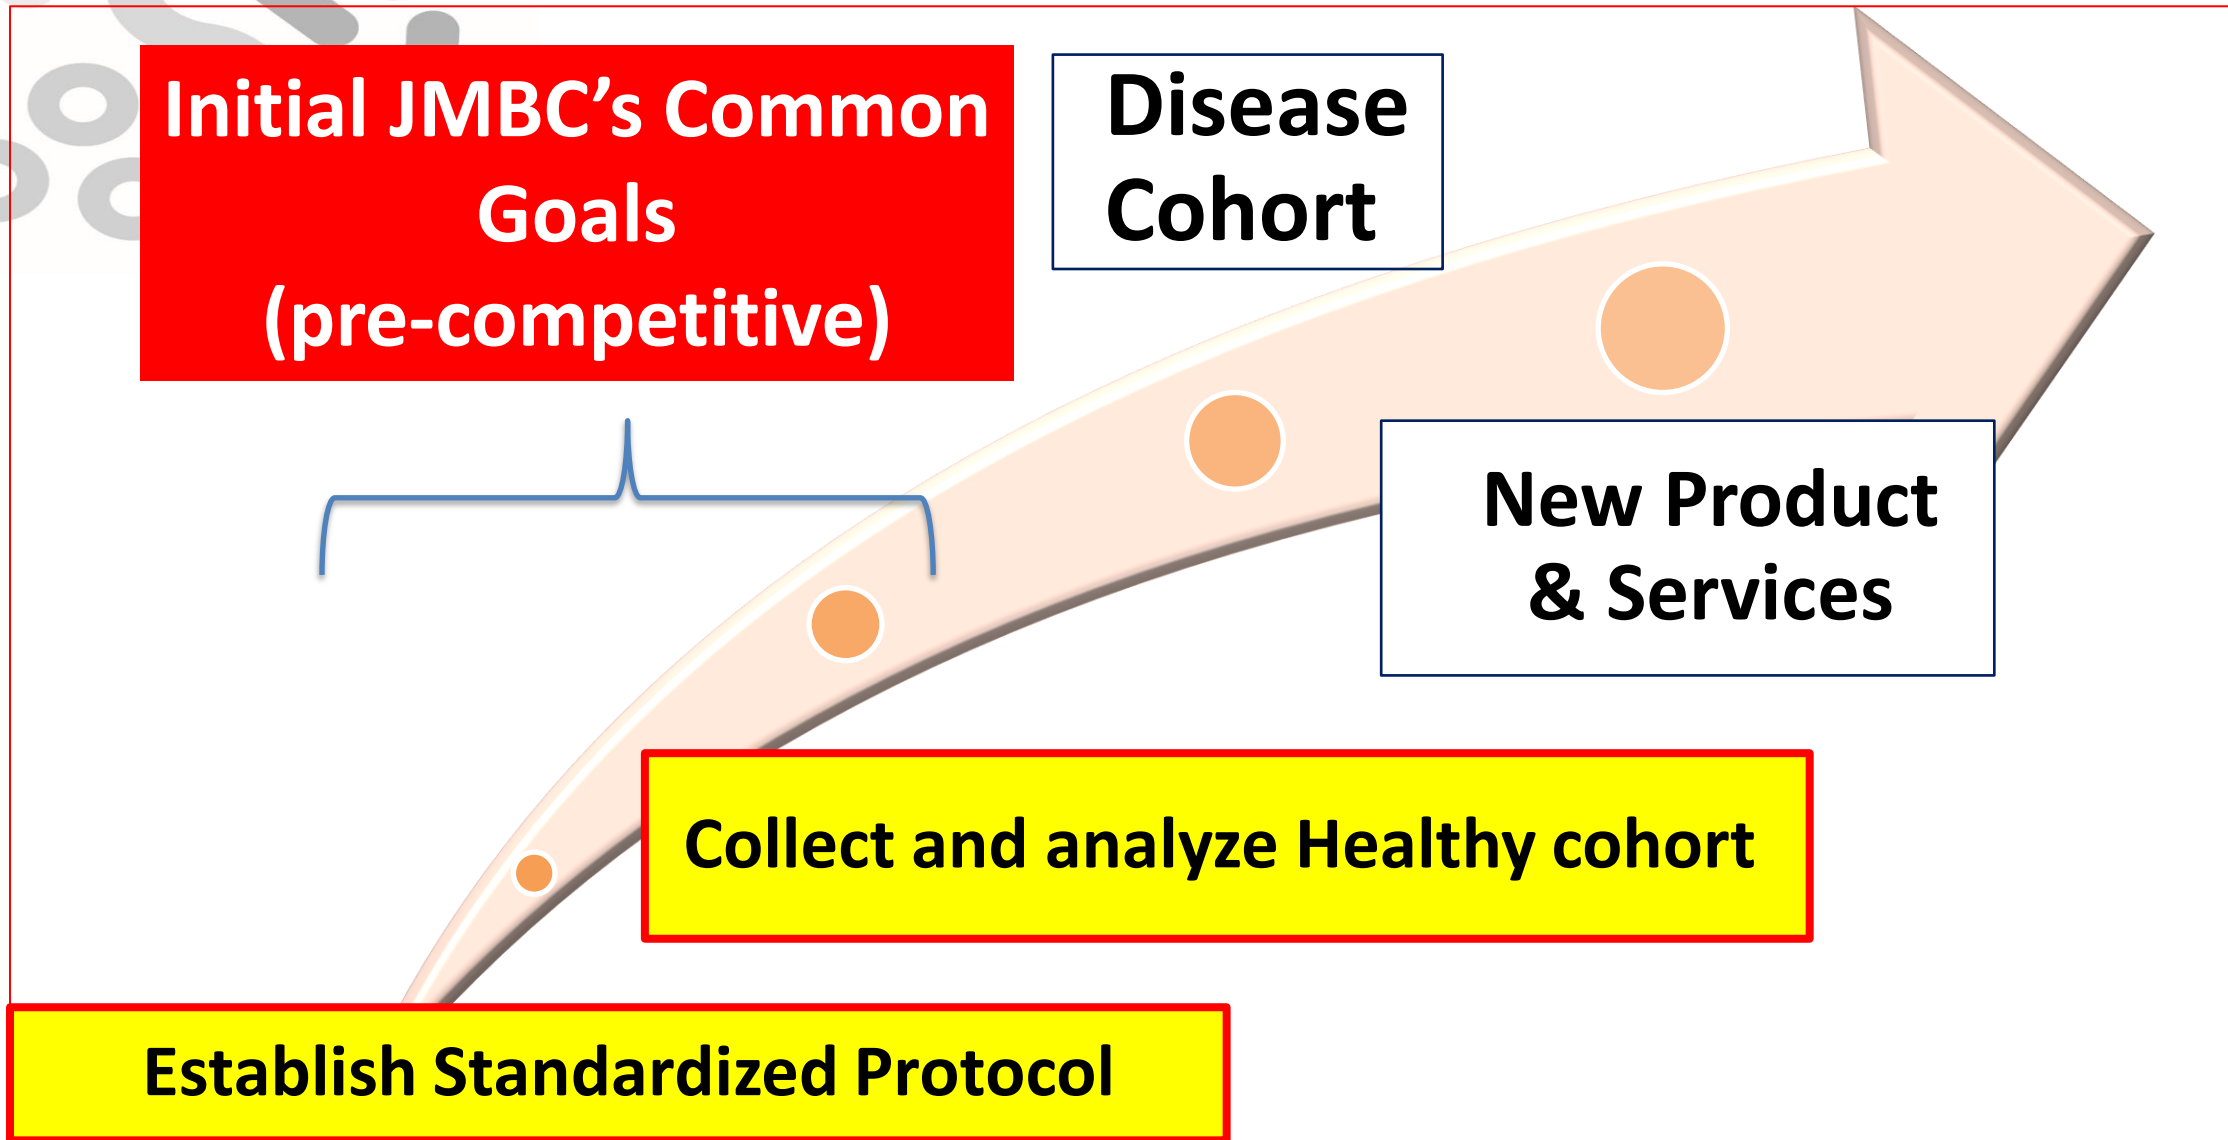 Initial JMBC’s Common
Goals
(pre-competitive)
Disease
Cohort
New Product
& Services
Collect and analyze Healthy cohort
Establish Standardized Protocol